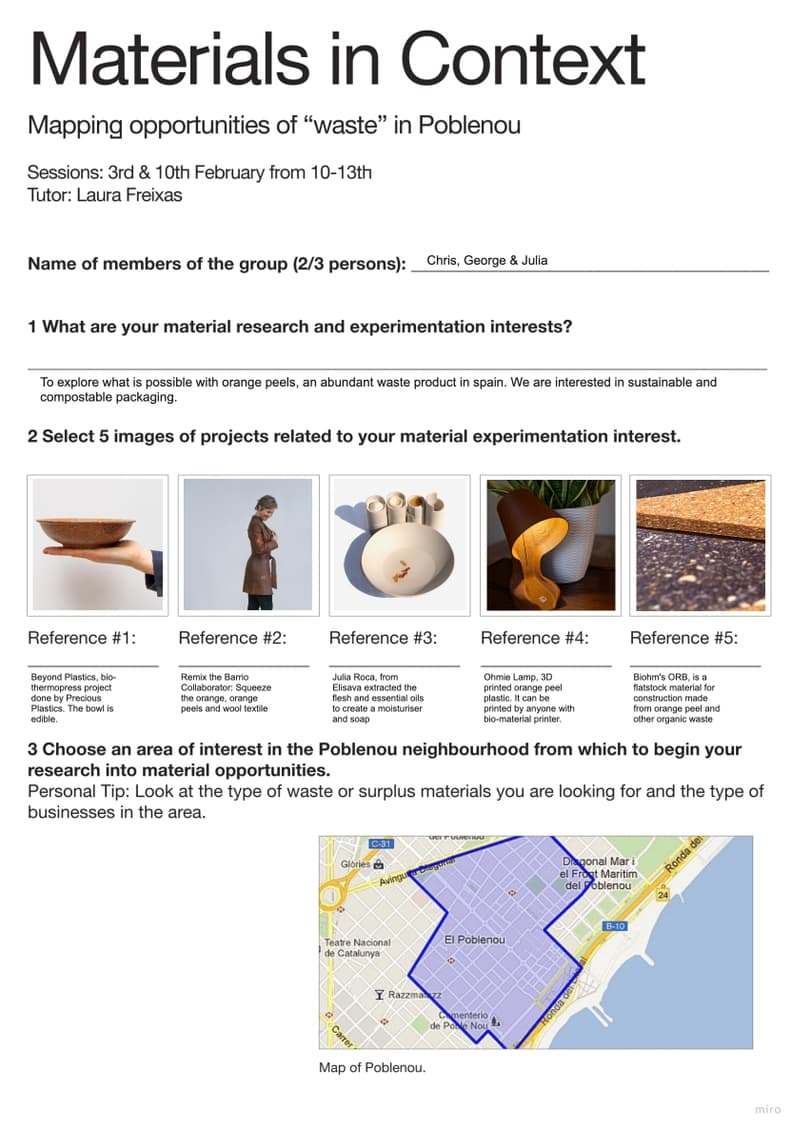 Materials in Context
Mapping opportunities of “waste” in Poblenou
Sessions: 3rd & 10th February from 10-13th
Tutor: Laura Freixas
Name of members of the group (2/3 persons): Chris, George & Julia
1 What are your material research and experimentation interests?
To explore what is possible with orange peels, an abundant waste product in spain. We are interested in sustainable and
compostable packaging.
2 Select 5 images of projects related to your material experimentation interest.
Reference #1:
Beyond Plastics, bio-
thermopress project
done by Precious
Plastics. The bowl is
edible.
Reference #2:
Remix the Barrio
Collaborator: Squeeze
the orange, orange
peels and wool textile
Reference #3:
Julia Roca, from
Elisava extracted the
flesh and essential oils
to create a moisturiser
and soap
Reference #4:
Ohmie Lamp, 3D
printed orange peel
plastic. It can be
printed by anyone with
bio-material printer.
Reference #5:
Biohm's ORB, is a
flatstock material for
construction made
from orange peel and
other organic waste
3 Choose an area of interest in the Poblenou neighbourhood from which to begin your
research into material opportunities.
Personal Tip: Look at the type of waste or surplus materials you are looking for and the type of
businesses in the area.
del Poblenou
C-31
Glòries
Avinguda Diagonal
Diagonal Mar i
el Front Marítim
del Poblenou
Ronda del
24
B-10
Teatre Nacional
de Catalunya
El Poblenou
Razzmatazz
Cementerio
de Poble Nou
Ronda del Litoral
Carrer
Map of Poblenou.
miro